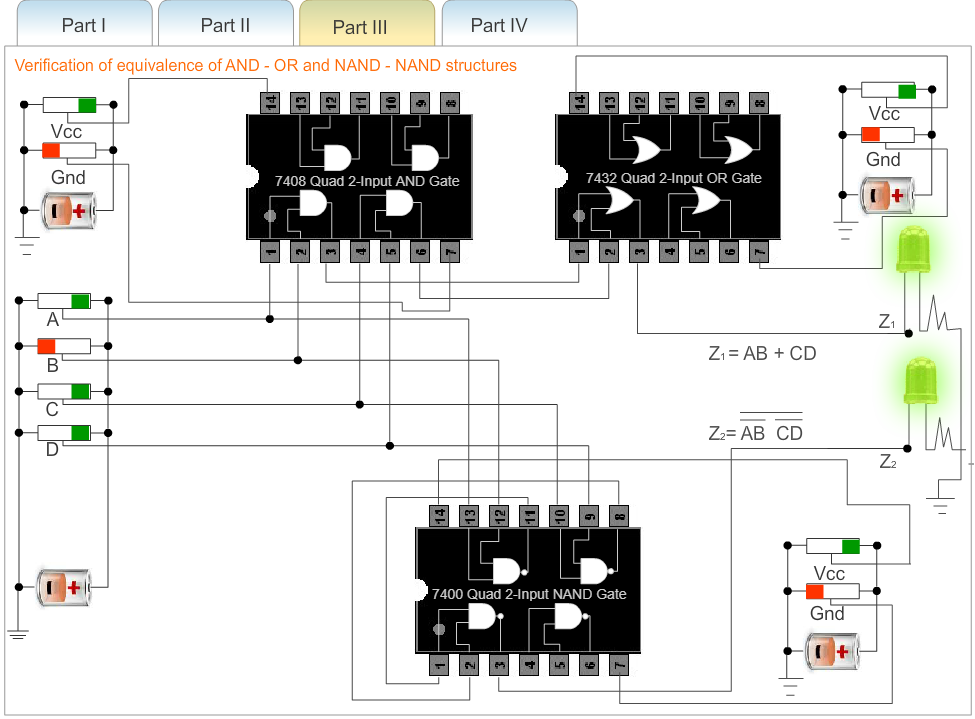 Part I Part II Part III Part IV
Verification of equivalence of AND - OR and NAND - NAND structures
14 13 12 11 10 9 8
14 13 12 11 10 9 8
Vcc
Gnd
- +
7408 Quad 2-Input AND Gate
1 2 3 4 5 6 7
7432 Quad 2-Input OR Gate
1 2 3 4 5 6 7
Vcc
Gnd
- +
A
B
C
D
- +
Z1
Z1 = AB + CD
Z2= A̅B̅ C̅D̅
Z2
14 13 12 11 10 9 8
7400 Quad 2-Input NAND Gate
1 2 3 4 5 6 7
Vcc
Gnd
- +